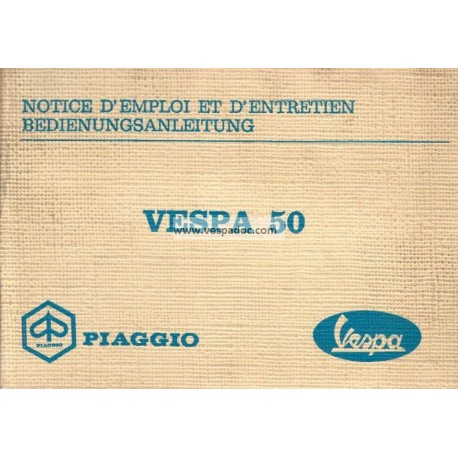 NOTICE D'EMPLOI ET D'ENTRETIEN
BEDIENUNGSANLEITUNG
VESPA 50
www.vespadoc.com
PIAGGIO
PIAGGIO
Vespa